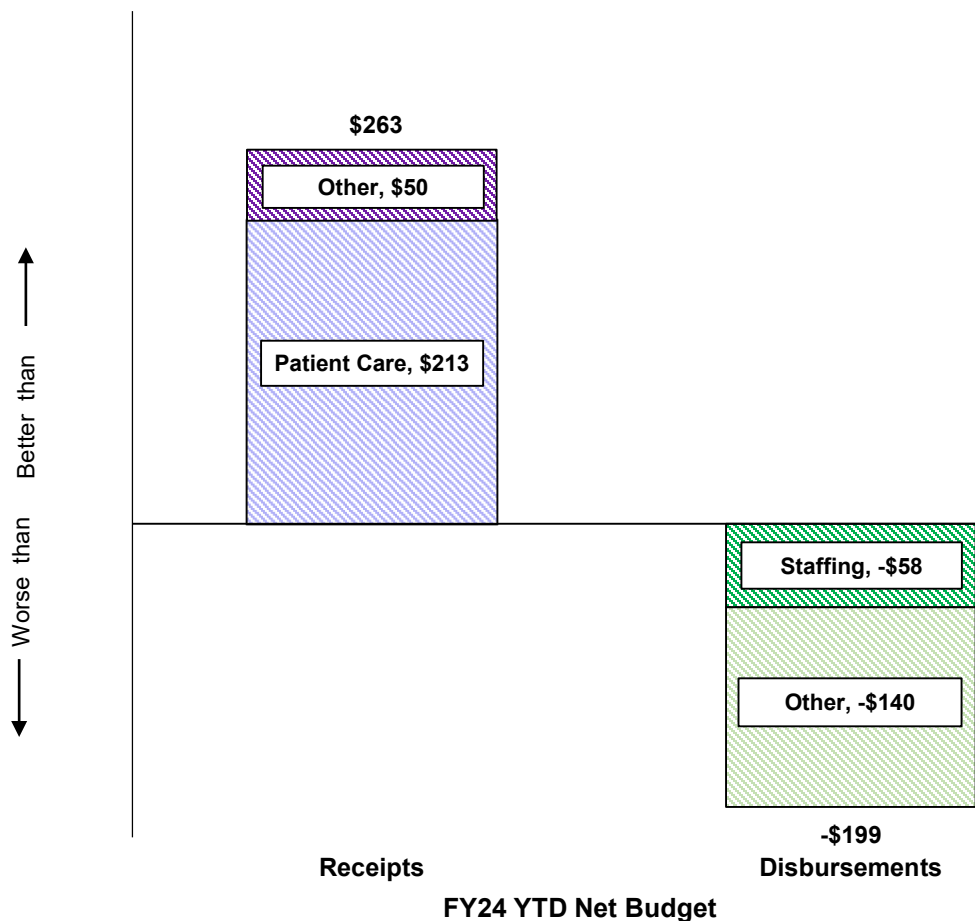 $263
Other, $50
Patient Care, $213
Better than
Worse than
Staffing, -$58
Other, -$140
-$199
Receipts
Disbursements
FY24 YTD Net Budget